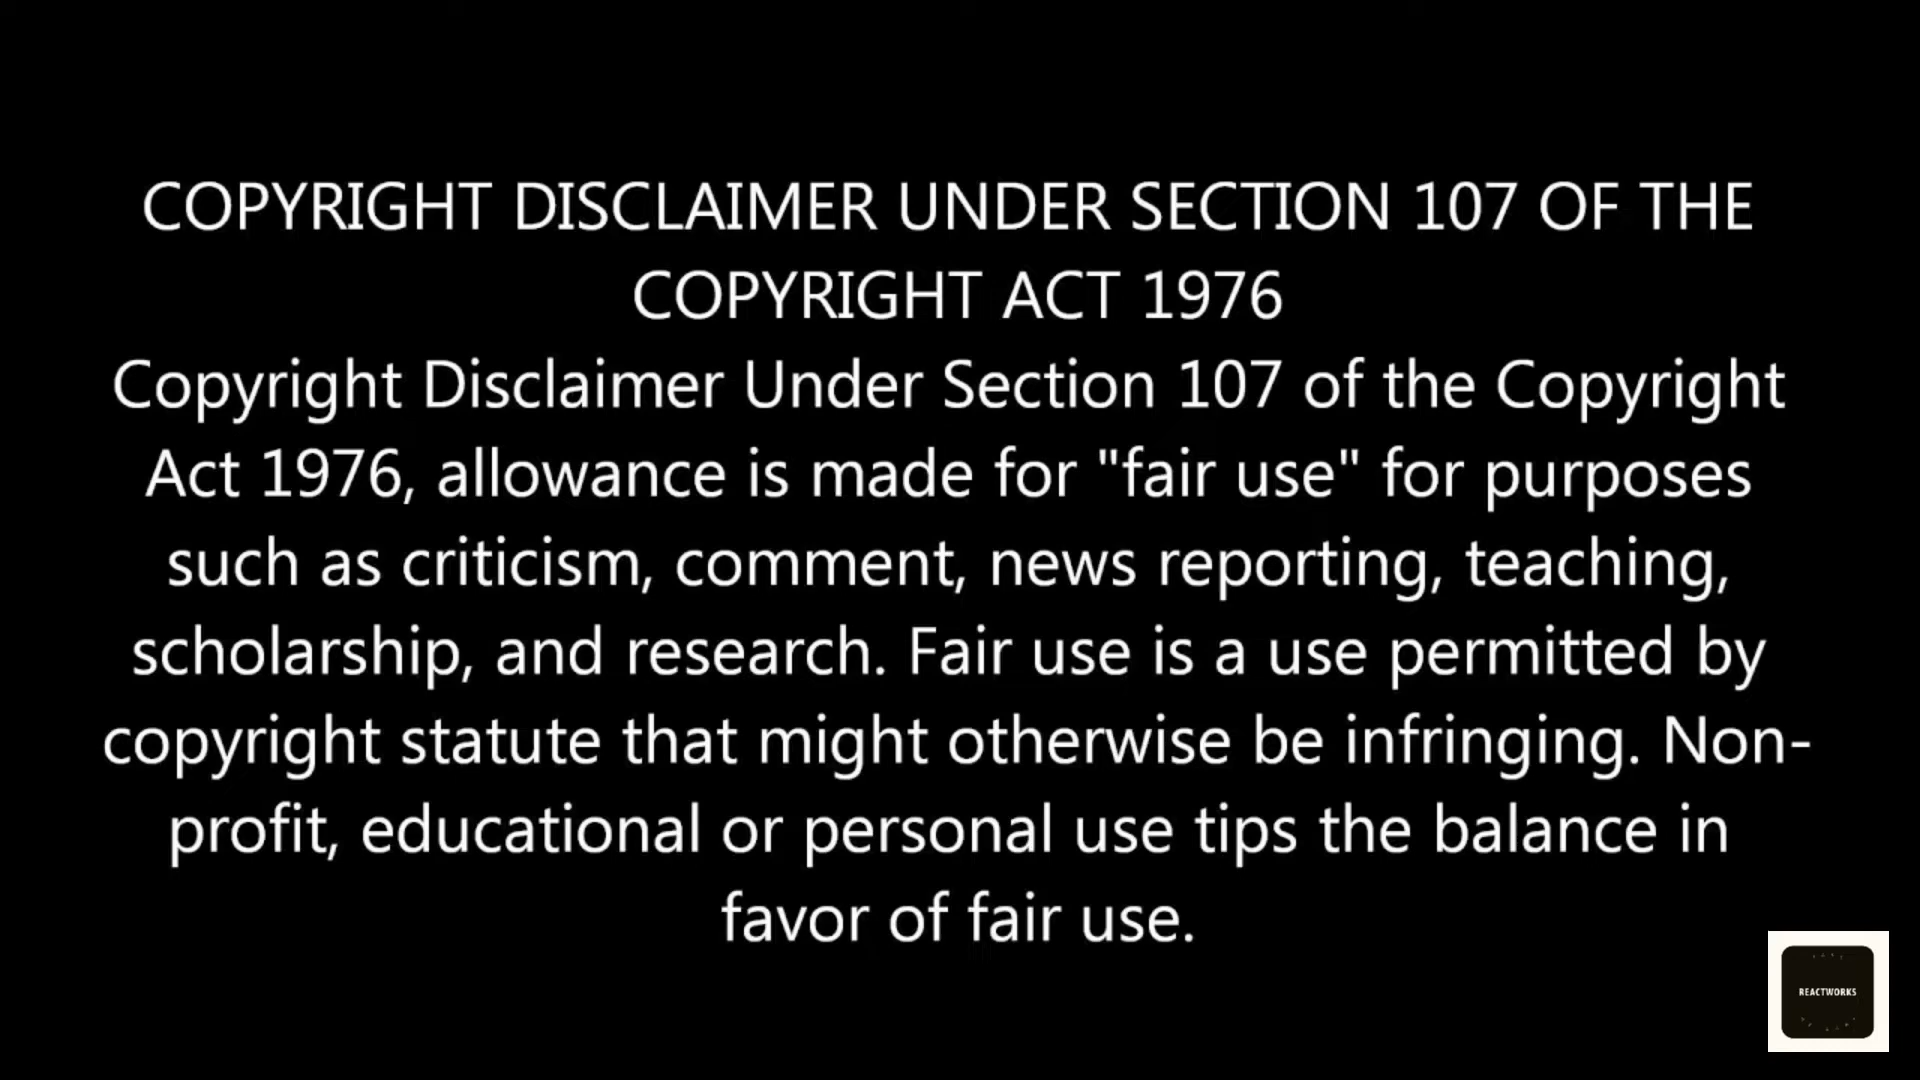 COPYRIGHT DISCLAIMER UNDER SECTION 107 OF THE
COPYRIGHT ACT 1976
Copyright Disclaimer Under Section 107 of the Copyright
Act 1976, allowance is made for "fair use" for purposes
such as criticism, comment, news reporting, teaching,
scholarship, and research. Fair use is a use permitted by
copyright statute that might otherwise be infringing. Non-
profit, educational or personal use tips the balance in
favor of fair use.
REACTWORKS